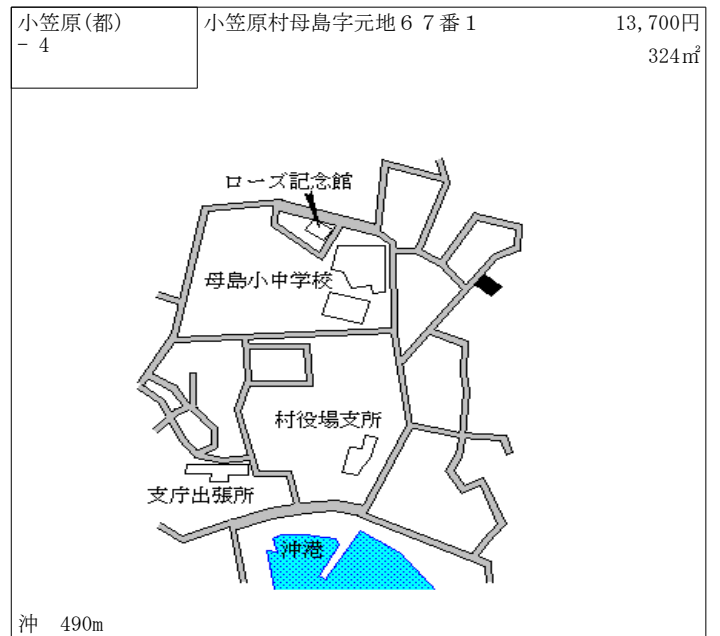 小笠原(都)
- 4
小笠原村母島字元地６７番１
13,700円
324㎡
ローズ記念館
母島小中学校
村役場支所
支庁出張所
沖港
沖 490m